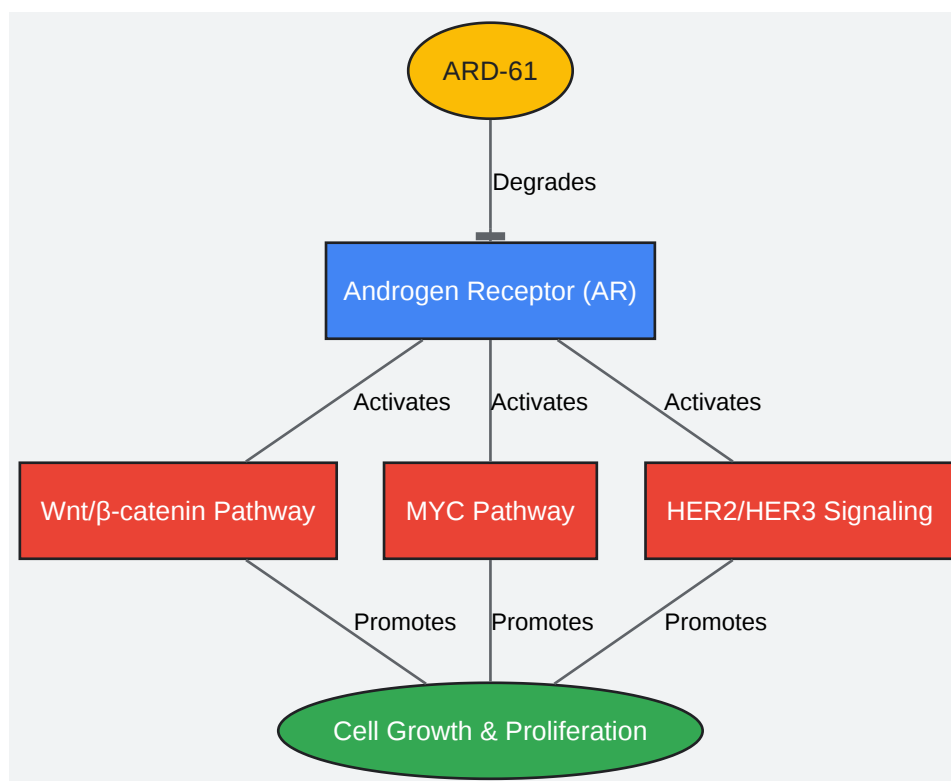 ARD-61
Degrades
Androgen Receptor (AR)
Activates
Activates
Activates
Wnt/β-catenin Pathway
MYC Pathway
HER2/HER3 Signaling
Promotes
Promotes
Promotes
Cell Growth & Proliferation